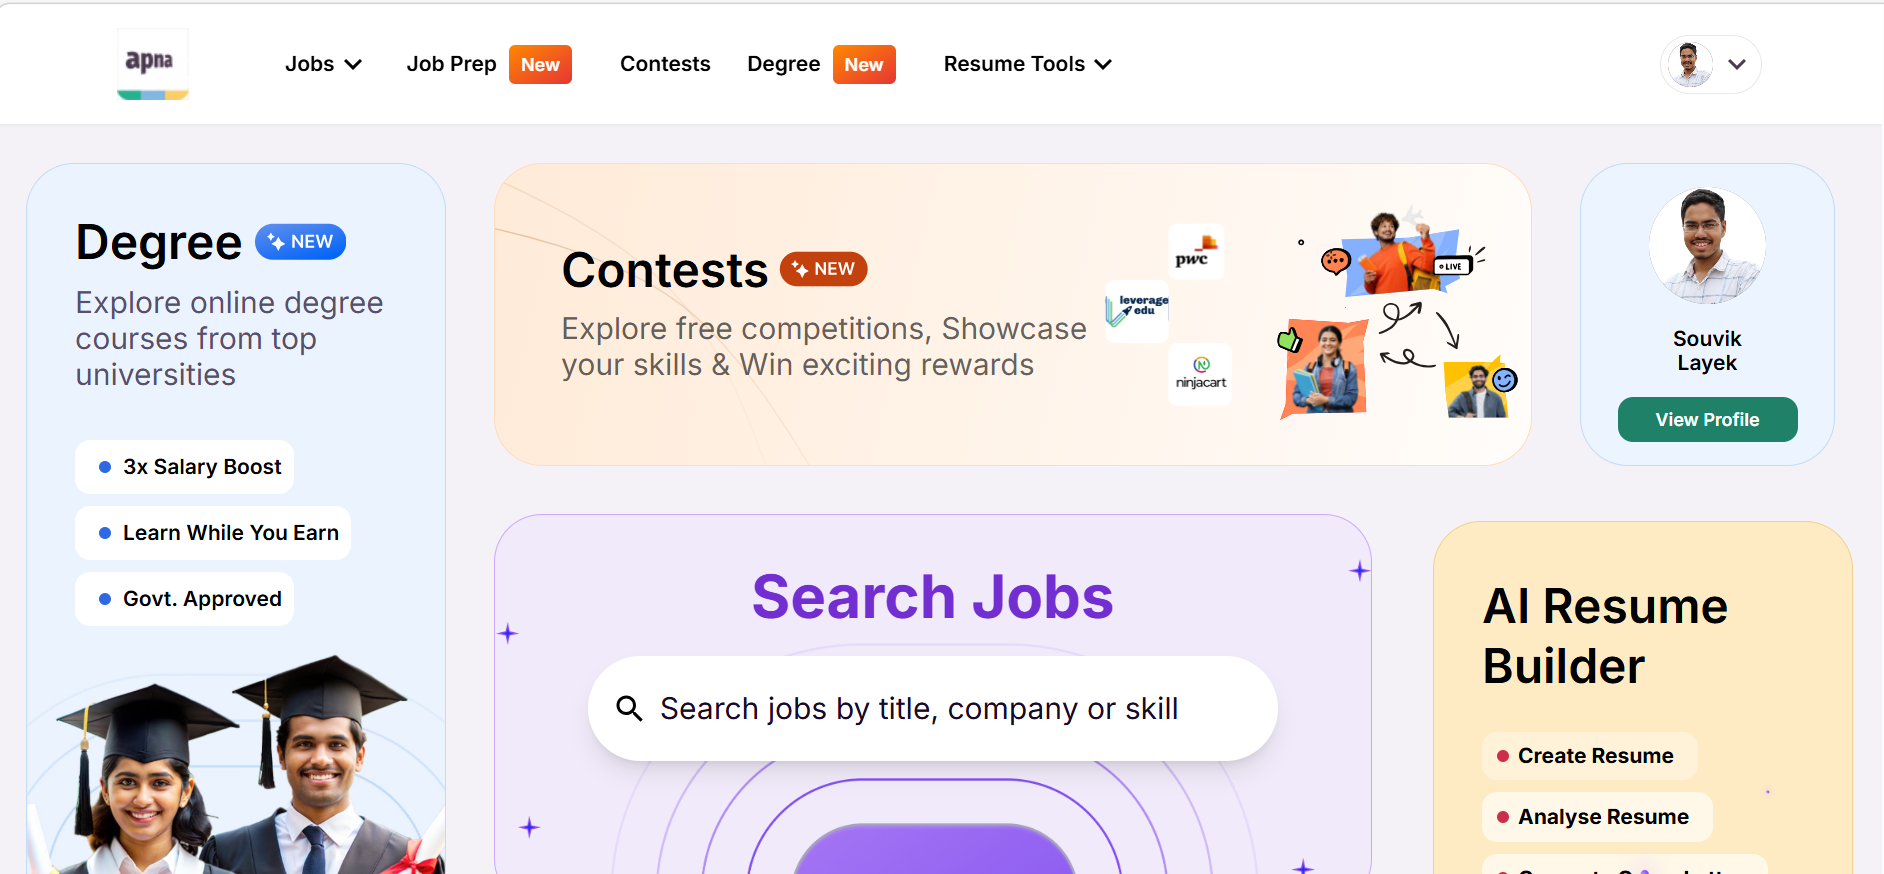 apna
Jobs
Job Prep
New
Contests
Degree
New
Resume Tools
Degree
NEW
Explore online degree
courses from top
universities
3x Salary Boost
Learn While You Earn
Govt. Approved
Contests
NEW
Explore free competitions, Showcase
your skills & Win exciting rewards
pwc
leverage
edu
ninjacart
LIVE
Souvik
Layek
View Profile
Search Jobs
Search jobs by title, company or skill
AI Resume
Builder
Create Resume
Analyse Resume